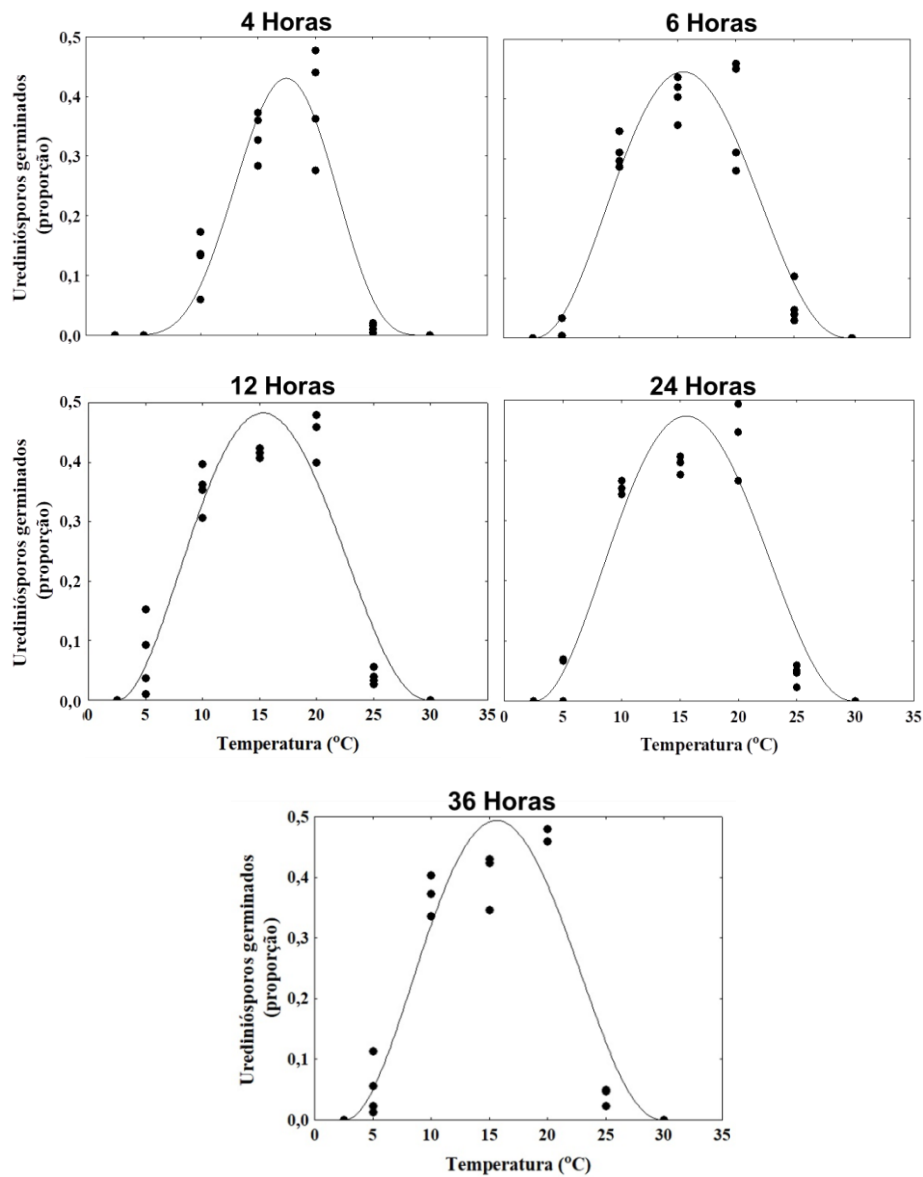 4 Horas
6 Horas
Urediniósporos germinados
(proporção)
0,5
0,4
0,3
0,2
0,1
0,0
12 Horas
24 Horas
Urediniósporos germinados
(proporção)
0,5
0,4
0,3
0,2
0,1
0,0
0 5 10 15 20 25 30 35
5 10 15 20 25 30 35
Temperatura (ºC)
Temperatura (ºC)
36 Horas
Urediniósporos germinados
(proporção)
0,5
0,4
0,3
0,2
0,1
0,0
0 5 10 15 20 25 30 35
Temperatura (ºC)